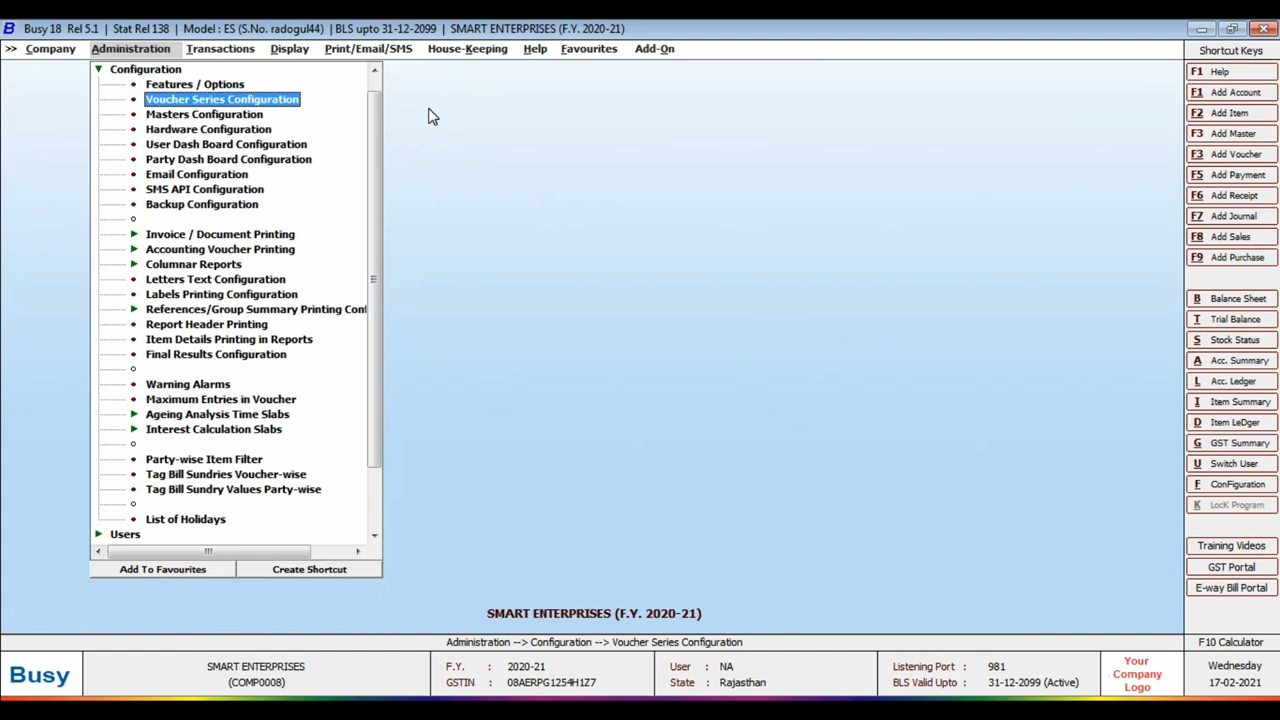 Busy 18 Rel 5.1 | Stat Rel 138 | Model : ES (S.No. radogul44) | BLS upto 31-12-2099 | SMART ENTERPRISES (F.Y. 2020-21)
>> Company Administration Transactions Display Print/Email/SMS House-Keeping Help Favourites Add-On
Configuration
Features / Options
Voucher Series Configuration
Masters Configuration
Hardware Configuration
User Dash Board Configuration
Party Dash Board Configuration
Email Configuration
SMS API Configuration
Backup Configuration
Invoice / Document Printing
Accounting Voucher Printing
Columnar Reports
Letters Text Configuration
Labels Printing Configuration
References/Group Summary Printing Conf
Report Header Printing
Item Details Printing in Reports
Final Results Configuration
Warning Alarms
Maximum Entries in Voucher
Ageing Analysis Time Slabs
Interest Calculation Slabs
Party-wise Item Filter
Tag Bill Sundries Voucher-wise
Tag Bill Sundry Values Party-wise
List of Holidays
Users
Add To Favourites Create Shortcut
Shortcut Keys
F1 Help
F1 Add Account
F2 Add Item
F3 Add Master
F3 Add Voucher
F5 Add Payment
F6 Add Receipt
F7 Add Journal
F8 Add Sales
F9 Add Purchase
B Balance Sheet
T Trial Balance
S Stock Status
A Acc. Summary
L Acc. Ledger
I Item Summary
D Item LeDger
G GST Summary
U Switch User
F ConFiguration
K LocK Program
Training Videos
GST Portal
E-way Bill Portal
SMART ENTERPRISES (F.Y. 2020-21)
Administration --> Configuration --> Voucher Series Configuration
F10 Calculator
Busy
SMART ENTERPRISES
(COMP0008)
F.Y. : 2020-21
GSTIN : 08AERPG1254H1Z7
User : NA
State : Rajasthan
Listening Port : 981
BLS Valid Upto : 31-12-2099 (Active)
Your
Company
Logo
Wednesday
17-02-2021